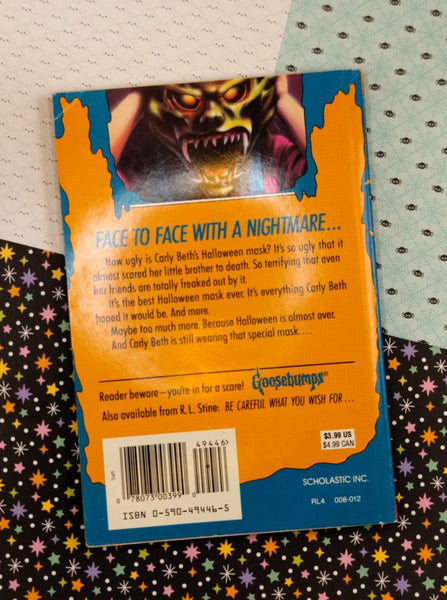 FACE TO FACE WITH A NIGHTMARE...
How ugly is Carly Beth's Halloween mask? It's so ugly that it
almost scared her little brother to death. So terrifying that even
her friends are totally freaked out by it.
It's the best Halloween mask ever. It's everything Carly Beth
hoped it would be. And more.
Maybe too much more. Because Halloween is almost over.
And Carly Beth is still wearing that special mask....
Reader beware—you're in for a scare! Goosebumps®
Also available from R.L. Stine: BE CAREFUL WHAT YOU WISH FOR...
49446
$3.99 US
$4.99 CAN
0 78073 00399 0
ISBN 0-590-49446-5
SCHOLASTIC INC.
RL4 008-012